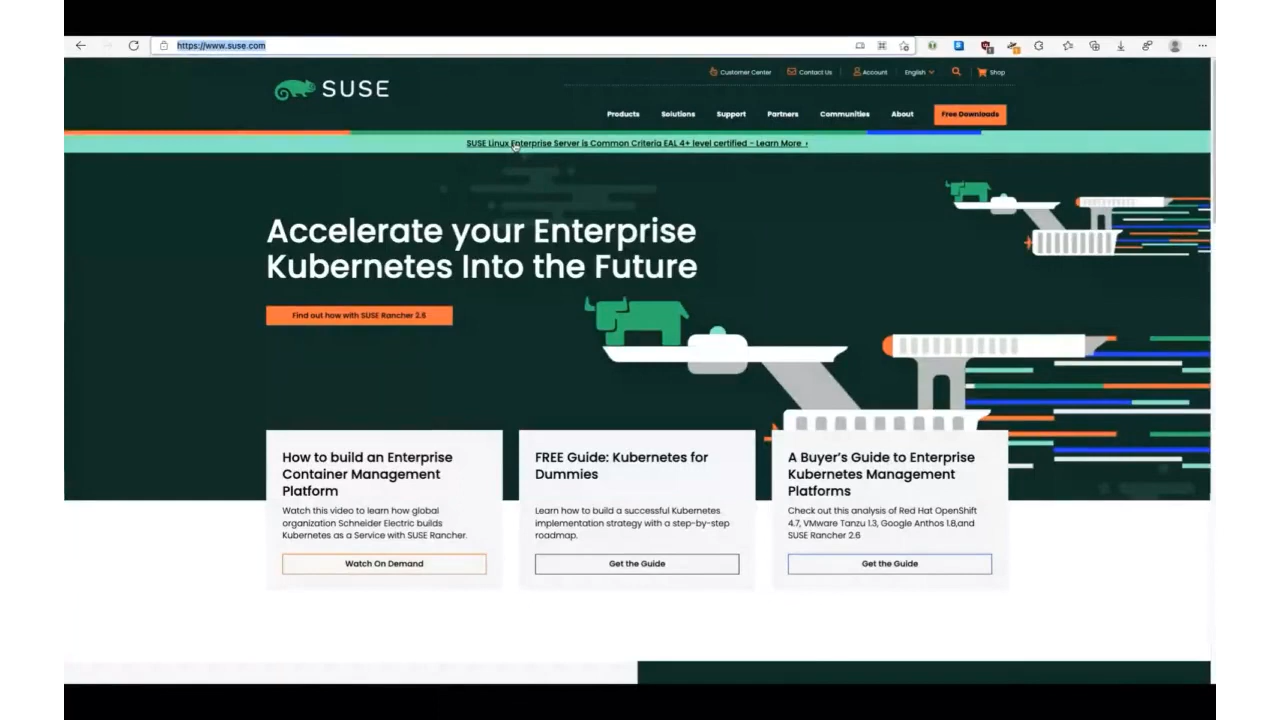 https://www.suse.com
Customer Center
Contact Us
Account
English
Shop
SUSE
Products
Solutions
Support
Partners
Communities
About
Free Downloads
SUSE Linux Enterprise Server is Common Criteria EAL 4+ level certified - Learn More ›
Accelerate your Enterprise
Kubernetes Into the Future
Find out how with SUSE Rancher 2.6
How to build an Enterprise
Container Management
Platform
Watch this video to learn how global
organization Schneider Electric builds
Kubernetes as a Service with SUSE Rancher.
Watch On Demand
FREE Guide: Kubernetes for
Dummies
Learn how to build a successful Kubernetes
implementation strategy with a step-by-step
roadmap.
Get the Guide
A Buyer's Guide to Enterprise
Kubernetes Management
Platforms
Check out this analysis of Red Hat OpenShift
4.7, VMware Tanzu 1.3, Google Anthos 1.8,and
SUSE Rancher 2.6
Get the Guide